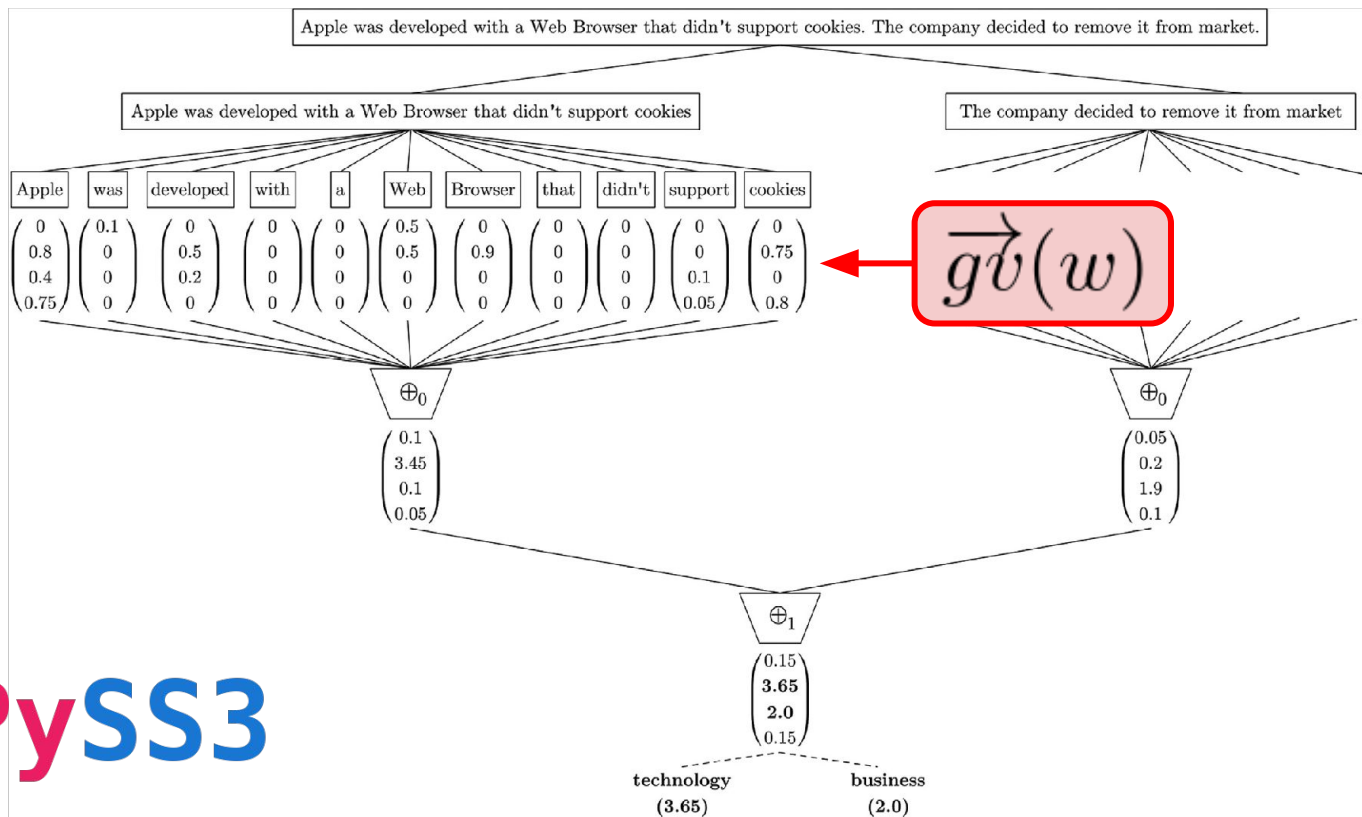 Apple was developed with a Web Browser that didn't support cookies. The company decided to remove it from market.
Apple was developed with a Web Browser that didn't support cookies
The company decided to remove it from market
Apple was developed with a Web Browser that didn't support cookies
0 0.1 0 0 0 0.5 0 0 0 0 0
0.8 0 0.5 0 0 0.5 0.9 0 0 0 0.75
0.4 0 0.2 0 0 0 0 0 0 0.1 0
0.75 0 0 0 0 0 0 0 0 0.05 0.8
gv(w)
⊕0 ⊕0
0.1 0.05
3.45 0.2
0.1 1.9
0.05 0.1
⊕1
0.15
3.65
2.0
0.15
PySS3
technology business
(3.65) (2.0)